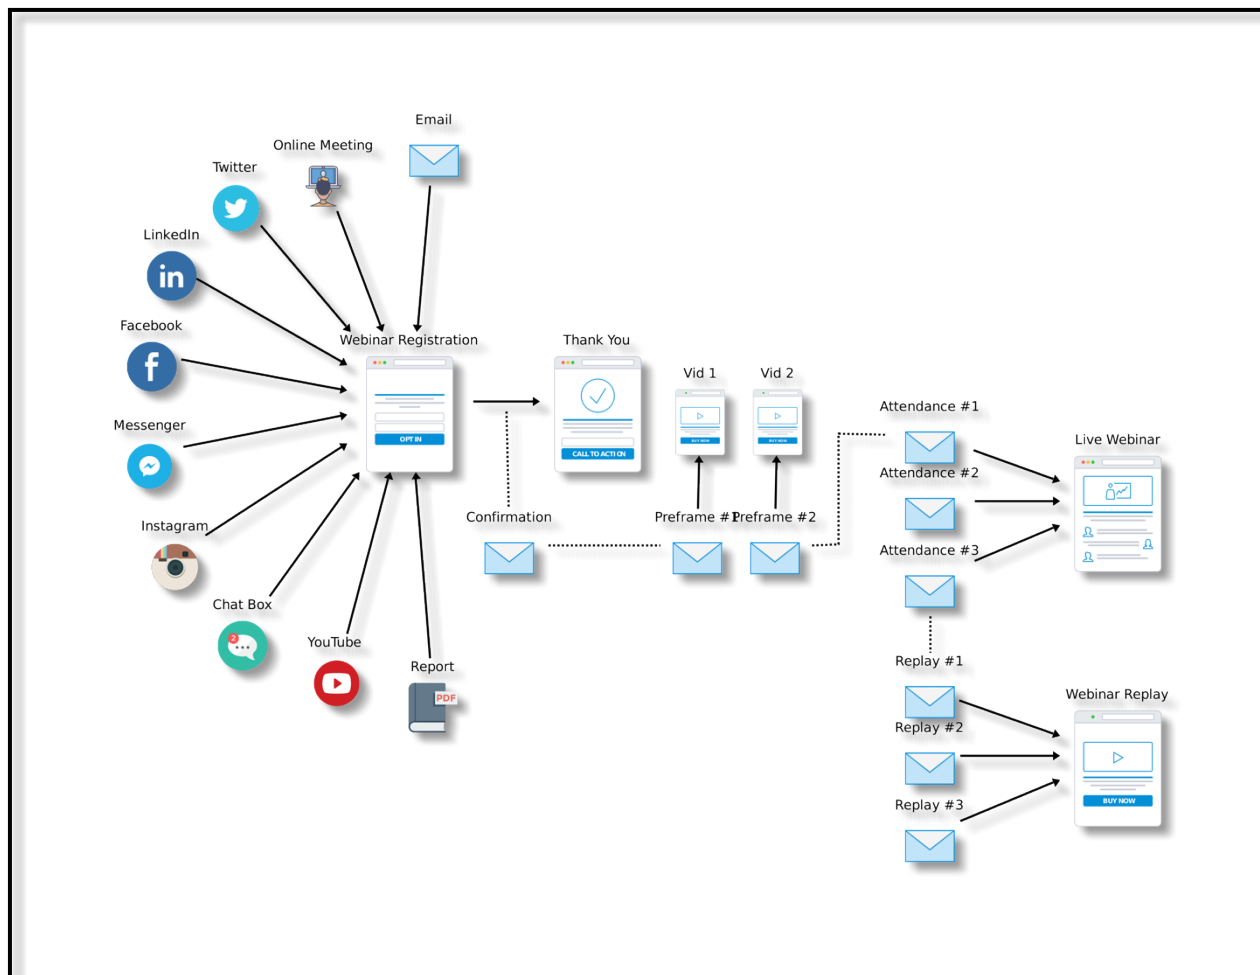 Email
Online Meeting
Twitter
LinkedIn
in
Facebook
f
Messenger
Instagram
Chat Box
2
YouTube
Report
PDF
Webinar Registration
OPT IN
Thank You
CALL TO ACTION
Vid 1
BUY NOW
Vid 2
BUY NOW
Confirmation
Preframe #1
Preframe #2
Attendance #1
Attendance #2
Attendance #3
Live Webinar
Replay #1
Replay #2
Replay #3
Webinar Replay
BUY NOW